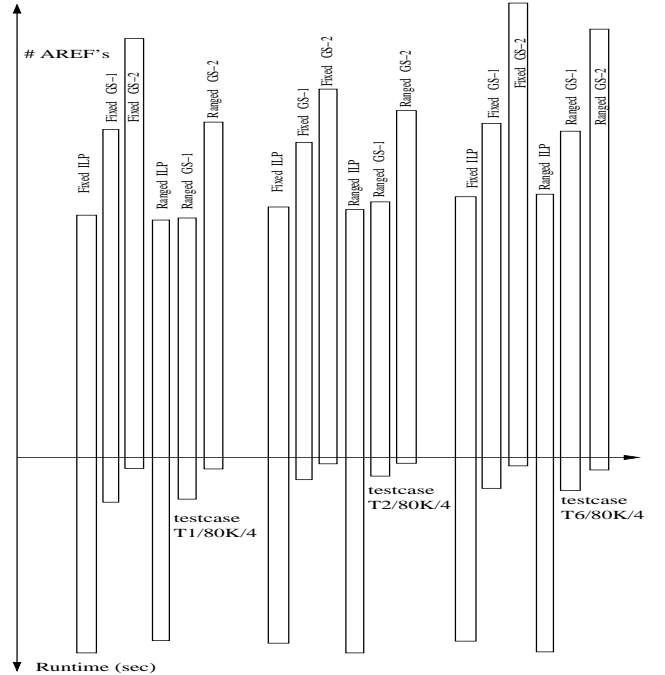 # AREF's
Fixed ILP
Fixed GS-1
Fixed GS-2
Ranged ILP
Ranged GS-1
Ranged GS-2
Fixed ILP
Fixed GS-1
Fixed GS-2
Ranged ILP
Ranged GS-1
Ranged GS-2
Fixed ILP
Fixed GS-1
Fixed GS-2
Ranged ILP
Ranged GS-1
Ranged GS-2
testcase
T1/80K/4
testcase
T2/80K/4
testcase
T6/80K/4
Runtime (sec)